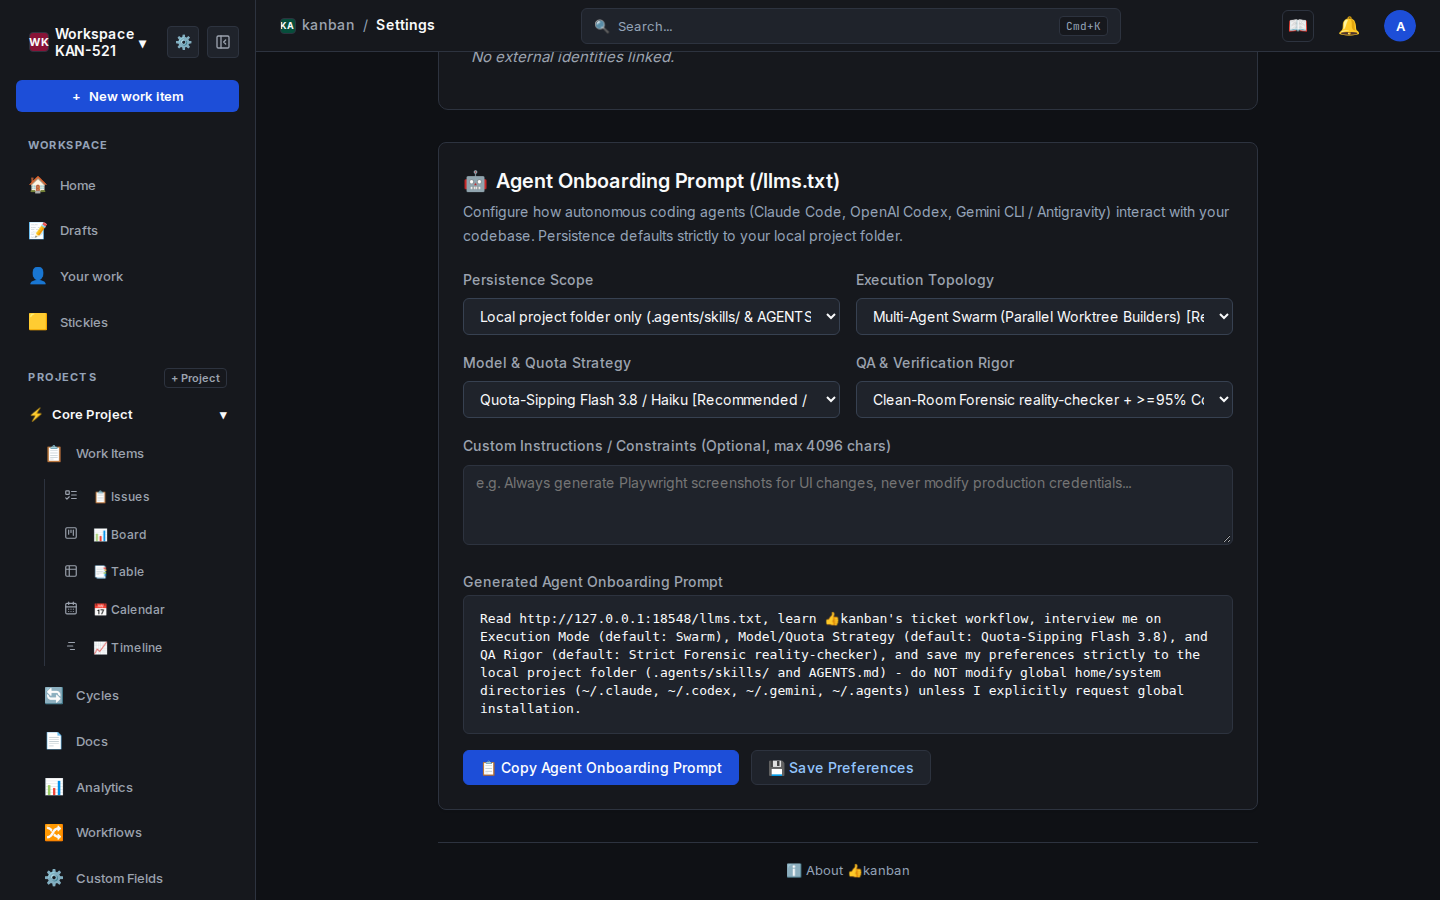 WK Workspace KAN-521 ▾
+ New work item
WORKSPACE
Home
Drafts
Your work
Stickies
PROJECTS + Project
Core Project ▾
Work Items
Issues
Board
Table
Calendar
Timeline
Cycles
Docs
Analytics
Workflows
Custom Fields
KA kanban / Settings
Search... Cmd+K
A
No external identities linked.
🤖 Agent Onboarding Prompt (/llms.txt)
Configure how autonomous coding agents (Claude Code, OpenAI Codex, Gemini CLI / Antigravity) interact with your
codebase. Persistence defaults strictly to your local project folder.
Persistence Scope
Local project folder only (.agents/skills/ & AGENTS
Execution Topology
Multi-Agent Swarm (Parallel Worktree Builders) [Re
Model & Quota Strategy
Quota-Sipping Flash 3.8 / Haiku [Recommended /
QA & Verification Rigor
Clean-Room Forensic reality-checker + >=95% Co
Custom Instructions / Constraints (Optional, max 4096 chars)
e.g. Always generate Playwright screenshots for UI changes, never modify production credentials...
Generated Agent Onboarding Prompt
Read http://127.0.0.1:18548/llms.txt, learn 👍kanban's ticket workflow, interview me on
Execution Mode (default: Swarm), Model/Quota Strategy (default: Quota-Sipping Flash 3.8), and
QA Rigor (default: Strict Forensic reality-checker), and save my preferences strictly to the
local project folder (.agents/skills/ and AGENTS.md) - do NOT modify global home/system
directories (~/.claude, ~/.codex, ~/.gemini, ~/.agents) unless I explicitly request global
installation.
📋 Copy Agent Onboarding Prompt
💾 Save Preferences
ℹ️ About 👍kanban